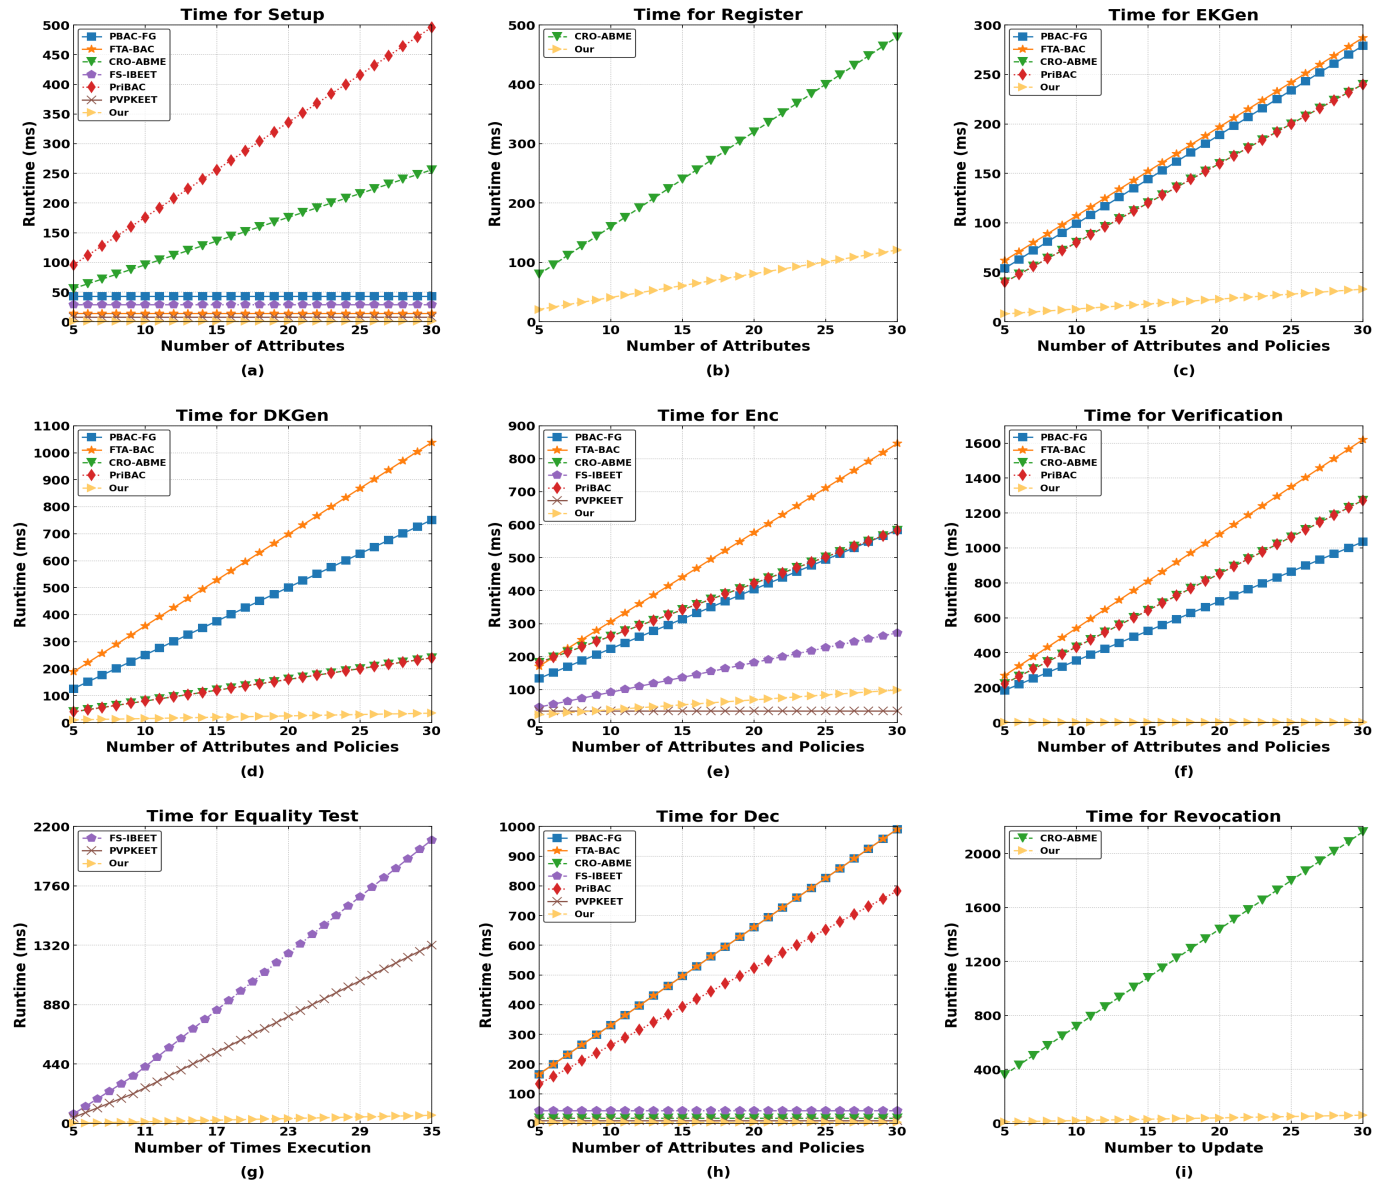 Time for Setup
500
450
400
350
300
250
200
150
100
50
0
Runtime (ms)
PBAC-FG
FTA-BAC
CRO-ABME
FS-IBEET
PriBAC
PVPKEET
Our
5 10 15 20 25 30
Number of Attributes
(a)
Time for Register
500
400
300
200
100
0
Runtime (ms)
CRO-ABME
Our
5 10 15 20 25 30
Number of Attributes
(b)
Time for EKGen
300
250
200
150
100
50
0
Runtime (ms)
PBAC-FG
FTA-BAC
CRO-ABME
PriBAC
Our
5 10 15 20 25 30
Number of Attributes and Policies
(c)
Time for DKGen
1100
1000
900
800
700
600
500
400
300
200
100
0
Runtime (ms)
PBAC-FG
FTA-BAC
CRO-ABME
PriBAC
Our
5 10 15 20 25 30
Number of Attributes and Policies
(d)
Time for Enc
900
800
700
600
500
400
300
200
100
0
Runtime (ms)
PBAC-FG
FTA-BAC
CRO-ABME
FS-IBEET
PriBAC
PVPKEET
Our
5 10 15 20 25 30
Number of Attributes and Policies
(e)
Time for Verification
1600
1400
1200
1000
800
600
400
200
0
Runtime (ms)
PBAC-FG
FTA-BAC
CRO-ABME
PriBAC
Our
5 10 15 20 25 30
Number of Attributes and Policies
(f)
Time for Equality Test
2200
1760
1320
880
440
0
Runtime (ms)
FS-IBEET
PVPKEET
Our
5 11 17 23 29 35
Number of Times Execution
(g)
Time for Dec
1000
900
800
700
600
500
400
300
200
100
0
Runtime (ms)
PBAC-FG
FTA-BAC
CRO-ABME
FS-IBEET
PriBAC
PVPKEET
Our
5 10 15 20 25 30
Number of Attributes and Policies
(h)
Time for Revocation
2000
1600
1200
800
400
0
Runtime (ms)
CRO-ABME
Our
5 10 15 20 25 30
Number to Update
(i)